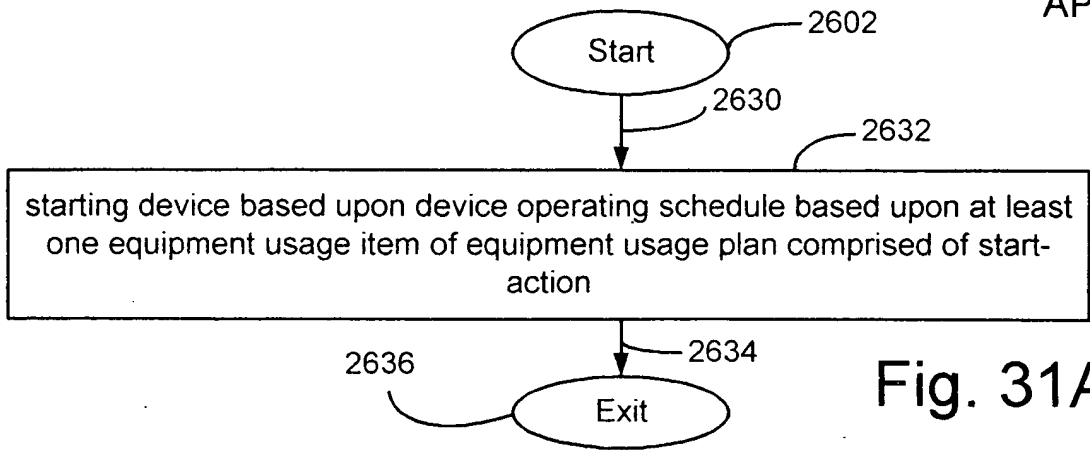 AP
Start
2602
2630
2632
starting device based upon device operating schedule based upon at least
one equipment usage item of equipment usage plan comprised of start-
action
2634
2636
Exit
Fig. 31A